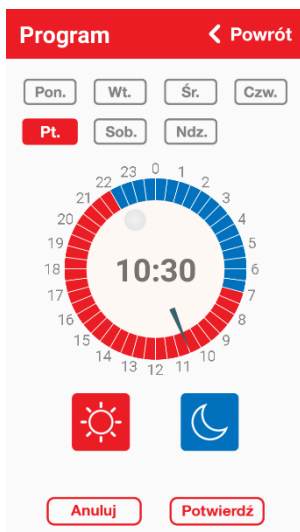 Program Powrót
Pon. Wt. Śr. Czw.
Pt. Sob. Ndz.
0 1 2 3 4 5 6 7 8 9 10 11 12 13 14 15 16 17 18 19 20 21 22 23
10:30
Anuluj Potwierdź